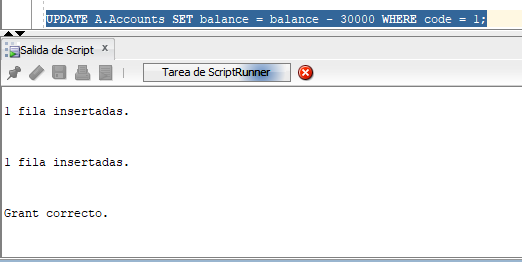 UPDATE A.Accounts SET balance = balance - 30000 WHERE code = 1;
Salida de Script x
Tarea de ScriptRunner
1 fila insertadas.
1 fila insertadas.
Grant correcto.